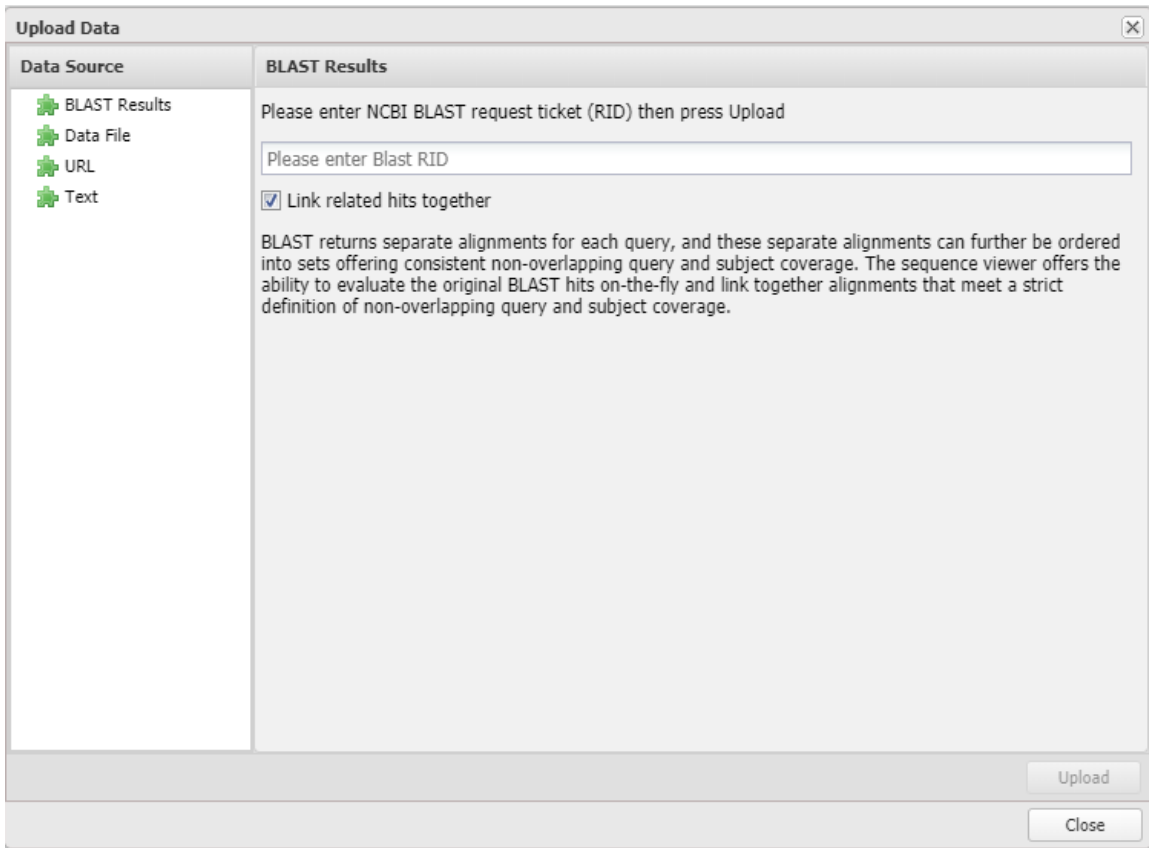 Upload Data
Data Source
BLAST Results
BLAST Results
Data File
URL
Text
Please enter NCBI BLAST request ticket (RID) then press Upload
Please enter Blast RID
Link related hits together
BLAST returns separate alignments for each query, and these separate alignments can further be ordered
into sets offering consistent non-overlapping query and subject coverage. The sequence viewer offers the
ability to evaluate the original BLAST hits on-the-fly and link together alignments that meet a strict
definition of non-overlapping query and subject coverage.
Upload
Close